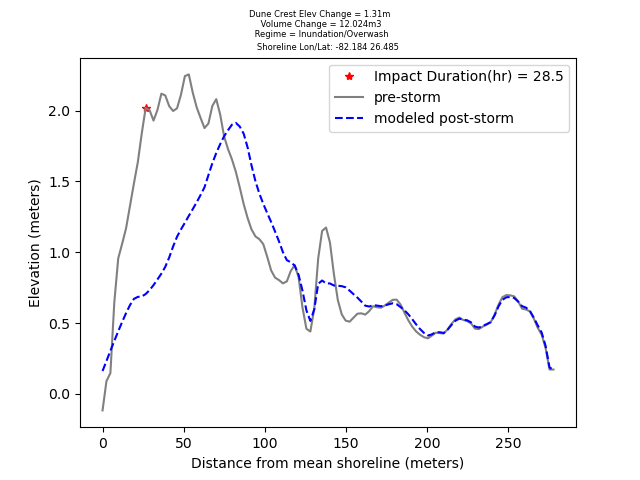 Dune Crest Elev Change = 1.31m
Volume Change = 12.024m3
Regime = Inundation/Overwash
Shoreline Lon/Lat: -82.184 26.485
Impact Duration(hr) = 28.5
pre-storm
modeled post-storm
Elevation (meters)
2.0
1.5
1.0
0.5
0.0
0 50 100 150 200 250
Distance from mean shoreline (meters)